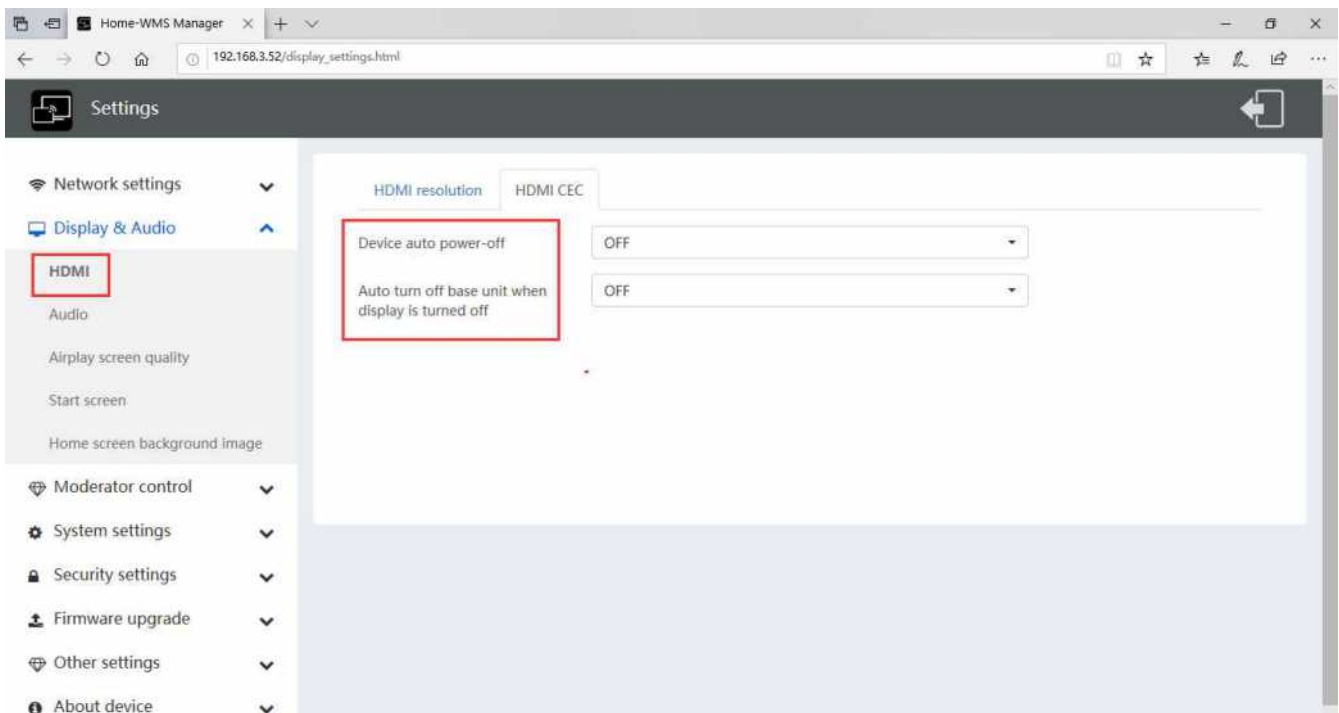 Home-WMS Manager
192.168.3.52/display_settings.html
Settings
Network settings
Display & Audio
HDMI
Audio
Airplay screen quality
Start screen
Home screen background image
Moderator control
System settings
Security settings
Firmware upgrade
Other settings
About device
HDMI resolution
HDMI CEC
Device auto power-off
OFF
Auto turn off base unit when
display is turned off
OFF